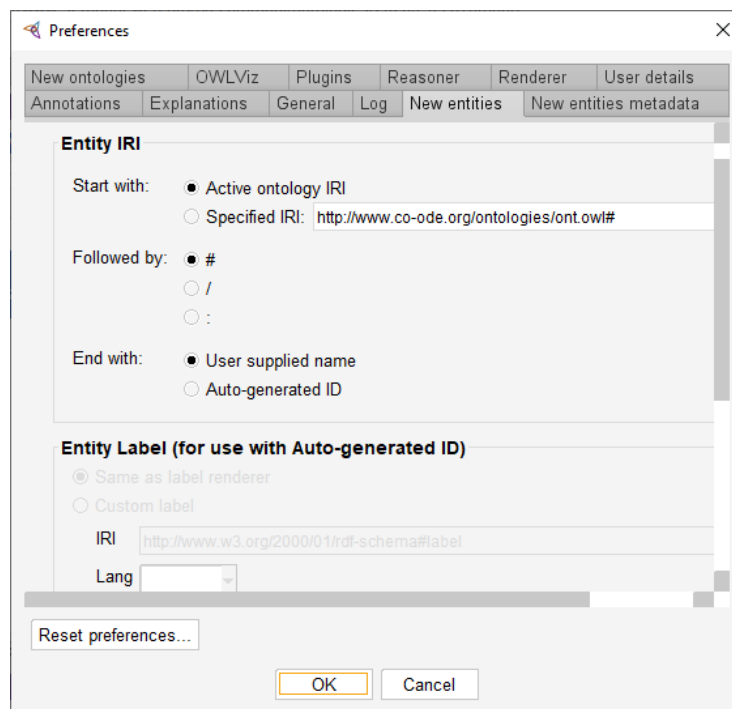 Preferences
New ontologies OWLViz Plugins Reasoner Renderer User details
Annotations Explanations General Log New entities New entities metadata
Entity IRI
Start with: Active ontology IRI
Specified IRI: http://www.co-ode.org/ontologies/ont.owl#
Followed by: #
/
:
End with: User supplied name
Auto-generated ID
Entity Label (for use with Auto-generated ID)
Same as label renderer
Custom label
IRI http://www.w3.org/2000/01/rdf-schema#label
Lang
Reset preferences...
OK Cancel